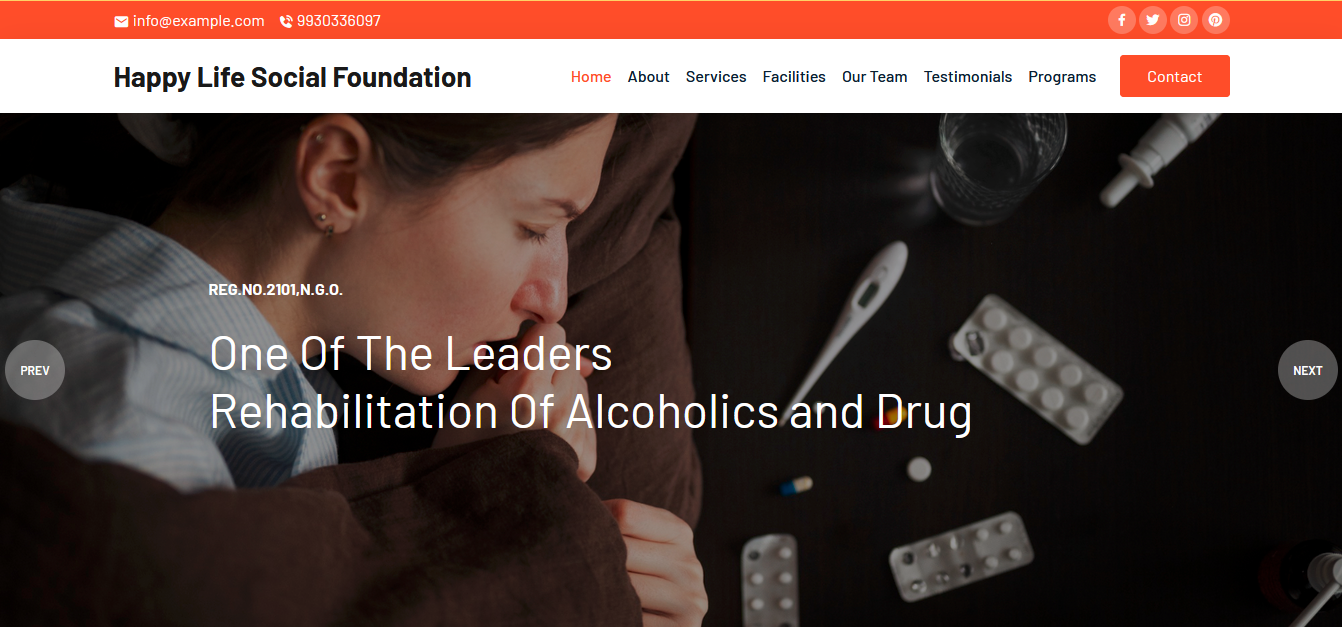 info@example.com 9930336097
Happy Life Social Foundation
Home About Services Facilities Our Team Testimonials Programs Contact
REG.NO.2101,N.G.O.
One Of The Leaders
PREV
NEXT
Rehabilitation Of Alcoholics and Drug